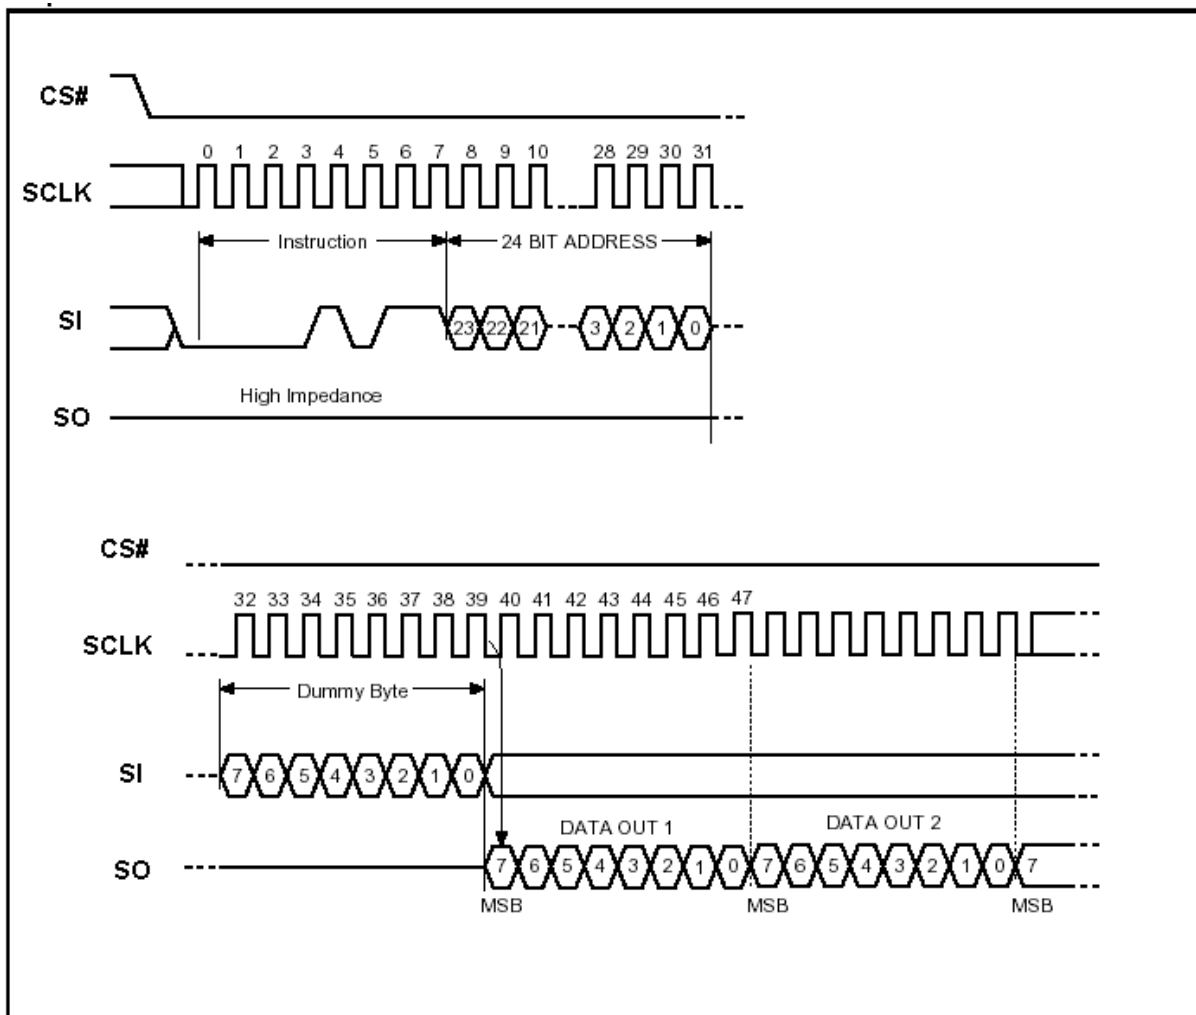 CS#
0 1 2 3 4 5 6 7 8 9 10 28 29 30 31
SCLK
Instruction 24 BIT ADDRESS
SI
23 22 21 3 2 1 0
High Impedance
SO
CS#
32 33 34 35 36 37 38 39 40 41 42 43 44 45 46 47
SCLK
Dummy Byte
SI
7 6 5 4 3 2 1 0
DATA OUT 1 DATA OUT 2
SO
7 6 5 4 3 2 1 0 7 6 5 4 3 2 1 0 7
MSB MSB MSB